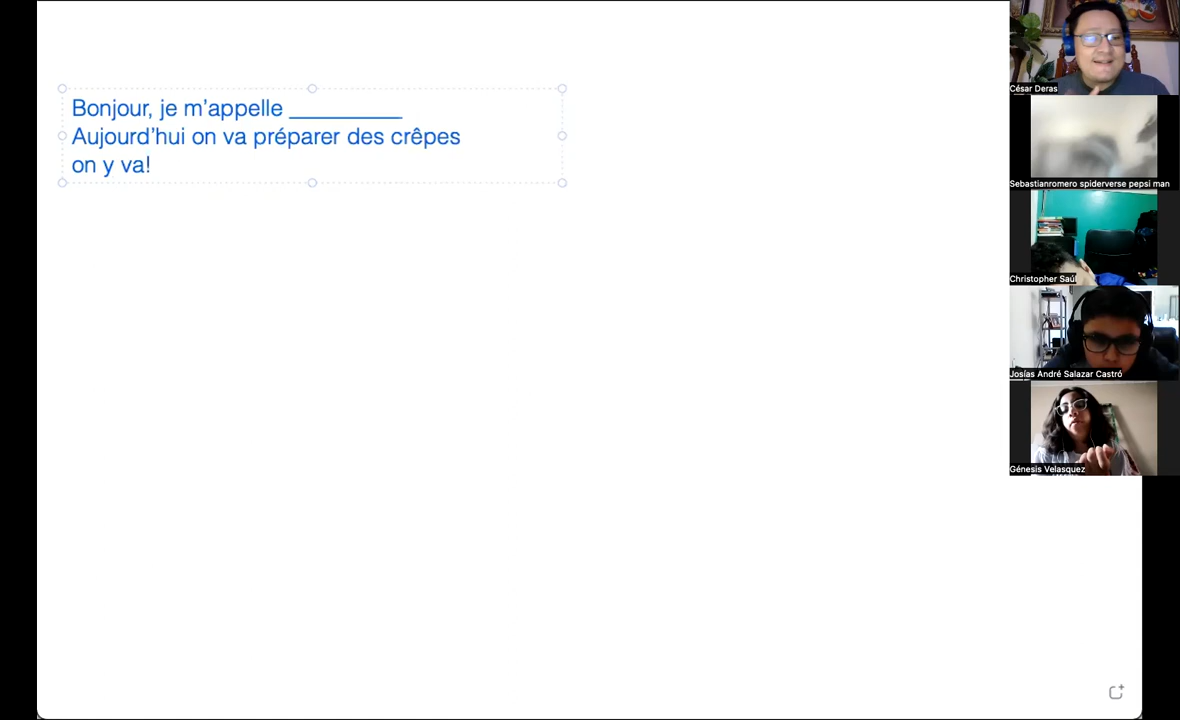 Bonjour, je m'appelle __________
Aujourd'hui on va préparer des crêpes
on y va!
César Deras
Sebastianromero spiderverse pepsi man
Christopher Saúl
Josías André Salazar Castró
Génesis Velasquez